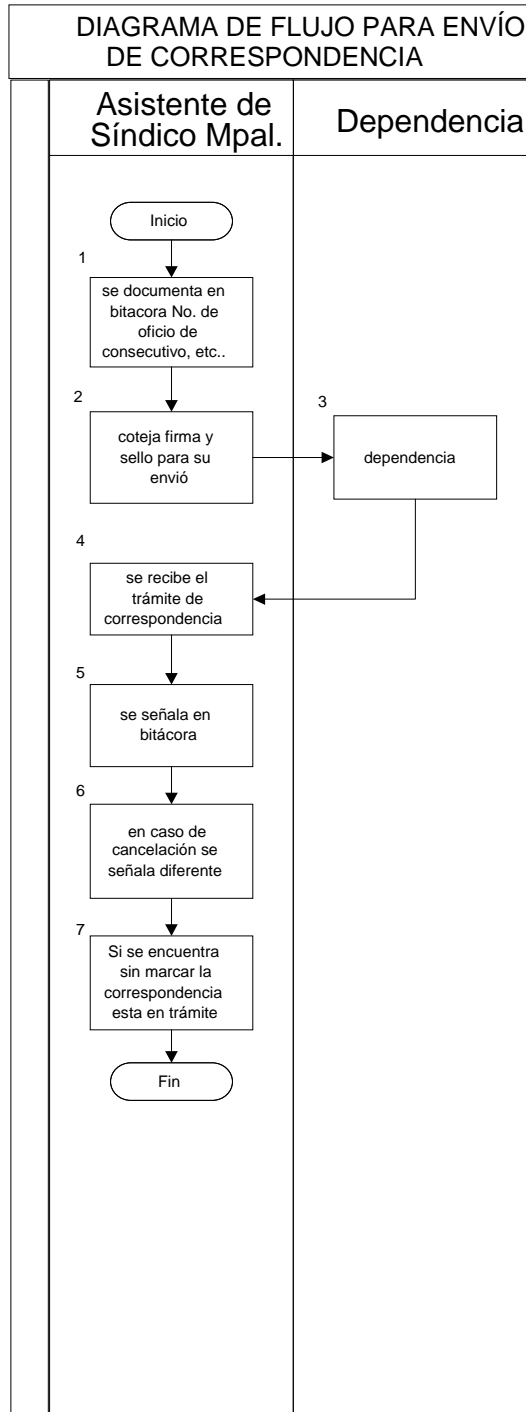 DIAGRAMA DE FLUJO PARA ENVÍO
DE CORRESPONDENCIA
Asistente de
Síndico Mpal.
Dependencia
Inicio
1
se documenta en
bitacora No. de
oficio de
consecutivo, etc..
2
coteja firma y
sello para su
envió
3
dependencia
4
se recibe el
trámite de
correspondencia
5
se señala en
bitácora
6
en caso de
cancelación se
señala diferente
7
Si se encuentra
sin marcar la
correspondencia
esta en trámite
Fin